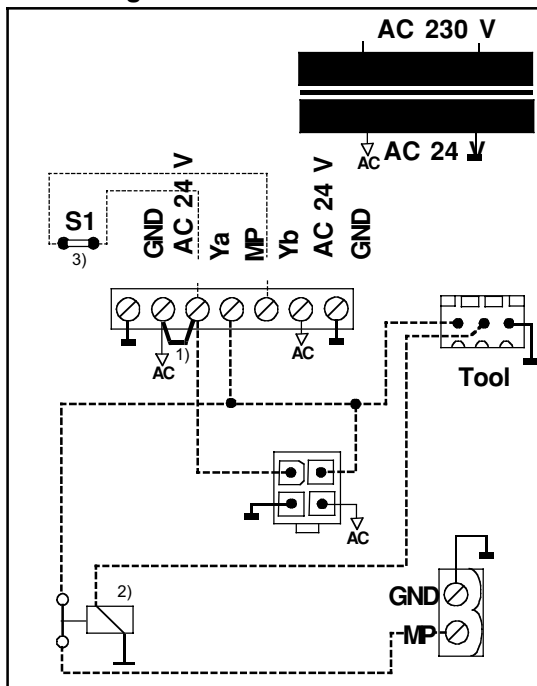 AC 230 V
AC 24 V
AC
S1
3)
GND
AC 24 V
Ya
MP
Yb
AC 24 V
GND
1)
AC
AC
Tool
AC
2)
GND
MP